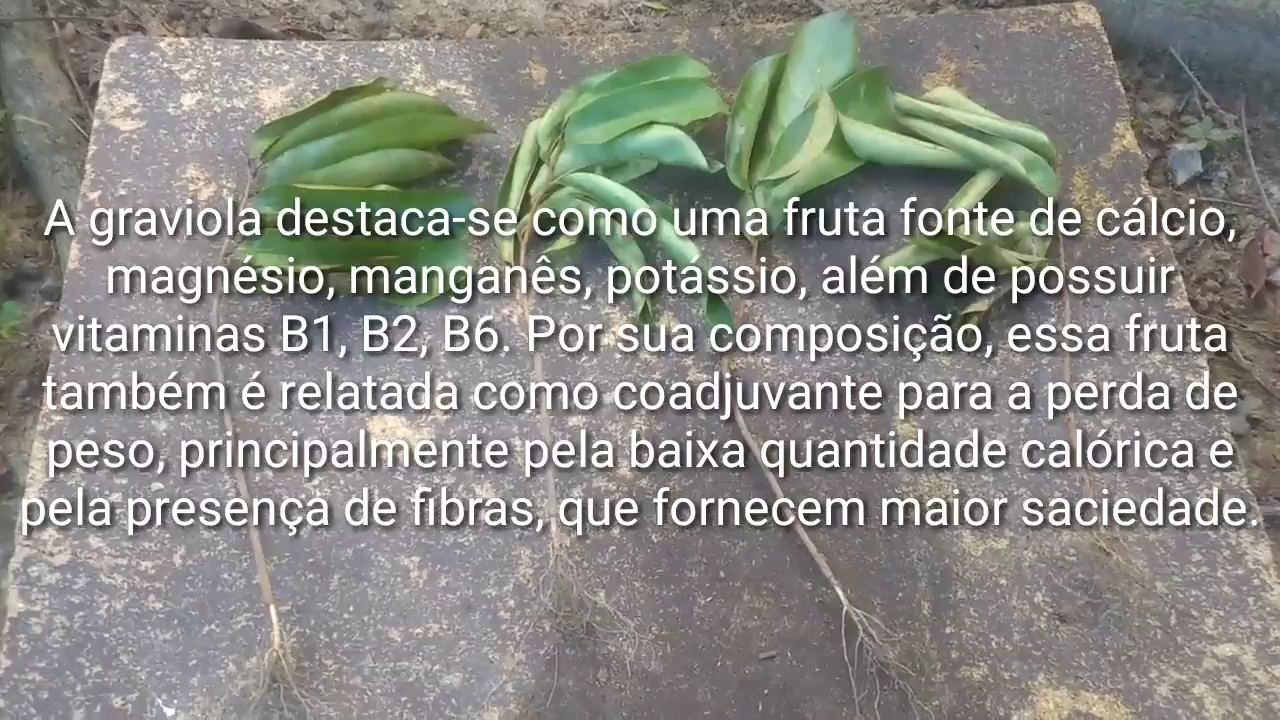 A graviola destaca-se como uma fruta fonte de cálcio,
magnésio, manganês, potássio, além de possuir
vitaminas B1, B2, B6. Por sua composição, essa fruta
também é relatada como coadjuvante para a perda de
peso, principalmente pela baixa quantidade calórica e
pela presença de fibras, que fornecem maior saciedade.